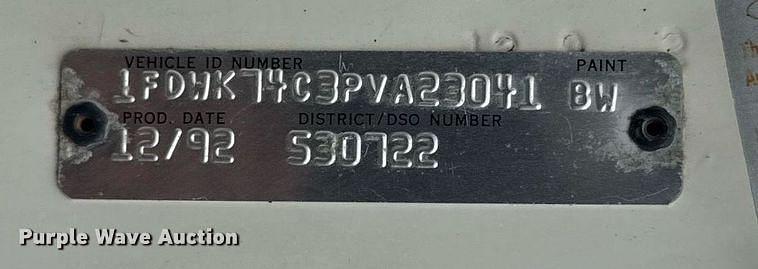 VEHICLE ID NUMBER PAINT
1FDWK74C3PVA23041 BW
PROD. DATE DISTRICT/DSO NUMBER
12/92 530722
Purple Wave Auction